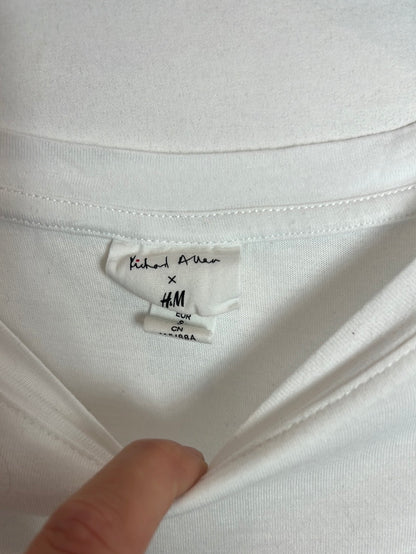 Richard Allan
×
H&M
EUR
CN